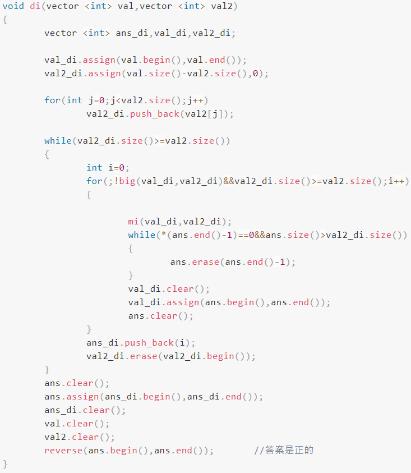 void di(vector <int> val,vector <int> val2)
{
        vector <int> ans_di,val_di,val2_di;

        val_di.assign(val.begin(),val.end());
        val2_di.assign(val.size()-val2.size(),0);

        for(int j=0;j<val2.size();j++)
                val2_di.push_back(val2[j]);

        while(val2_di.size()>=val2.size())
        {
                int i=0;
                for(;!big(val_di,val2_di)&&val2_di.size()>=val2.size();i++)
                {

                        mi(val_di,val2_di);
                        while(*(ans.end()-1)==0&&ans.size()>val2_di.size())
                        {
                                ans.erase(ans.end()-1);
                        }
                        val_di.clear();
                        val_di.assign(ans.begin(),ans.end());
                        ans.clear();
                }
                ans_di.push_back(i);
                val2_di.erase(val2_di.begin());
        }
        ans.clear();
        ans.assign(ans_di.begin(),ans_di.end());
        ans_di.clear();
        val.clear();
        val2.clear();
        reverse(ans.begin(),ans.end());        //答案是正的
}